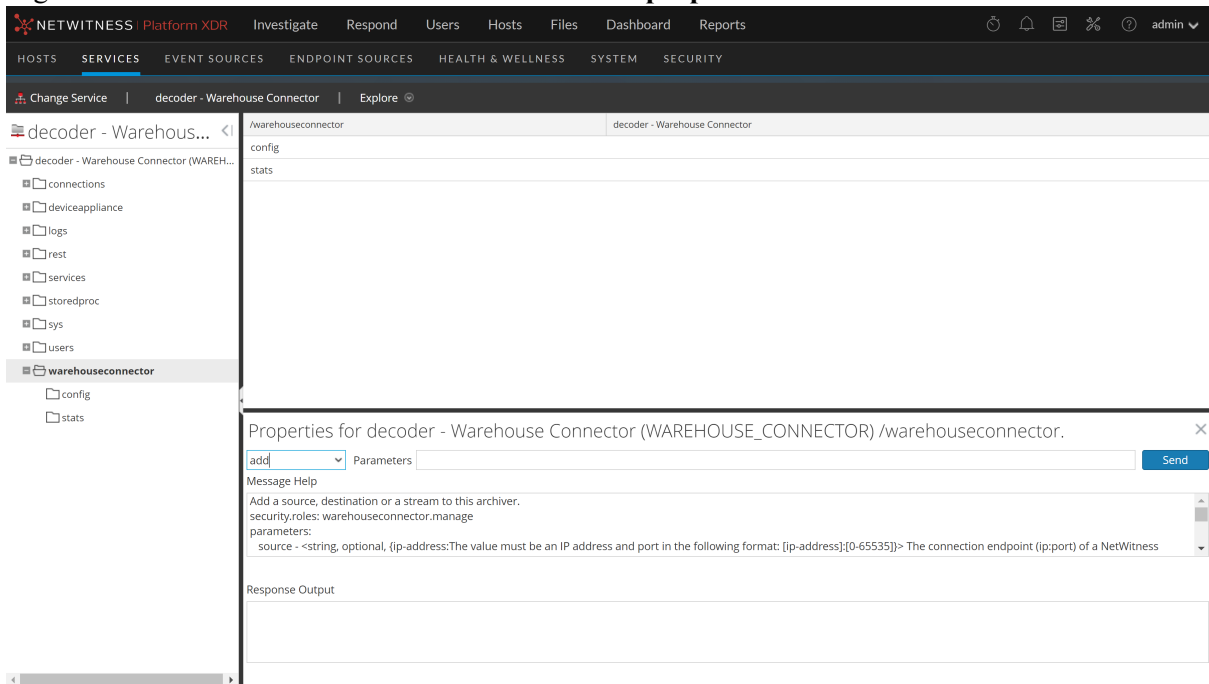 NETWITNESS Platform XDR Investigate Respond Users Hosts Files Dashboard Reports admin
HOSTS SERVICES EVENT SOURCES ENDPOINT SOURCES HEALTH & WELLNESS SYSTEM SECURITY
Change Service | decoder - Warehouse Connector | Explore
decoder - Warehous...
decoder - Warehouse Connector (WAREH...
connections
deviceappliance
logs
rest
services
storedproc
sys
users
warehouseconnector
config
stats
/warehouseconnector decoder - Warehouse Connector
config
stats
Properties for decoder - Warehouse Connector (WAREHOUSE_CONNECTOR) /warehouseconnector.
add Parameters Send
Message Help
Add a source, destination or a stream to this archiver.
security.roles: warehouseconnector.manage
parameters:
source - <string, optional, {ip-address:The value must be an IP address and port in the following format: [ip-address]:[0-65535]}> The connection endpoint (ip:port) of a NetWitness
Response Output